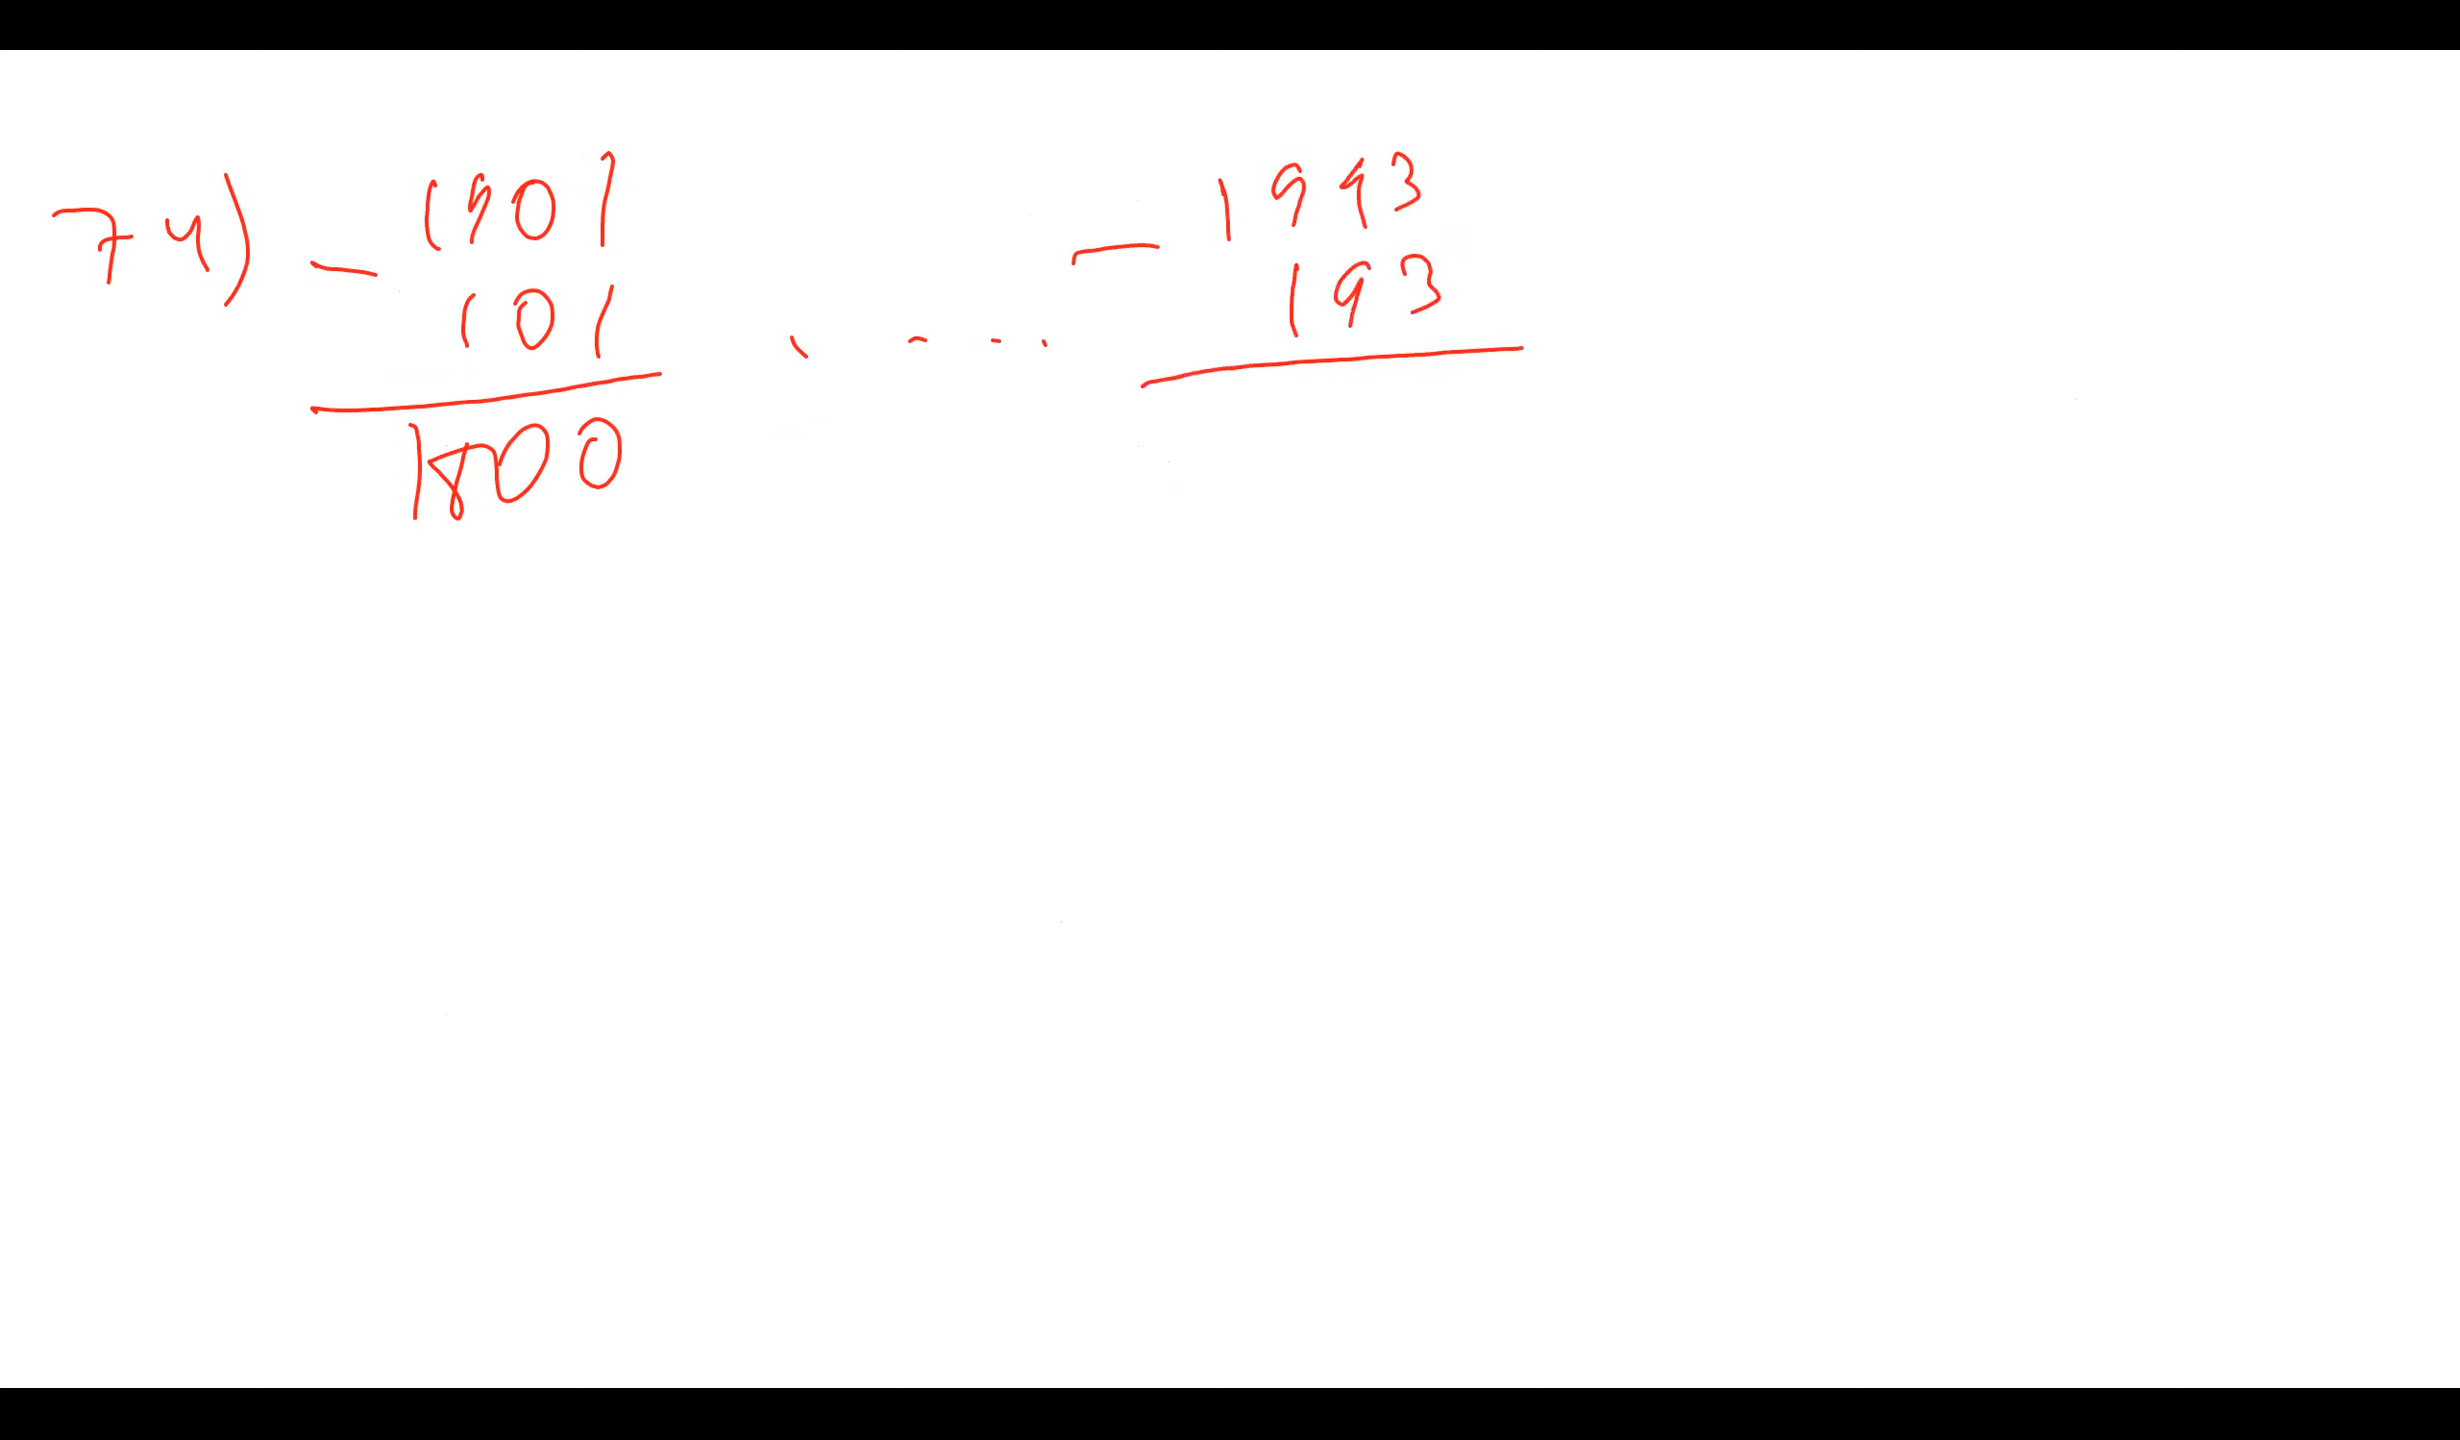 74) - 1901
101
1800
. . . .
- 1993
193